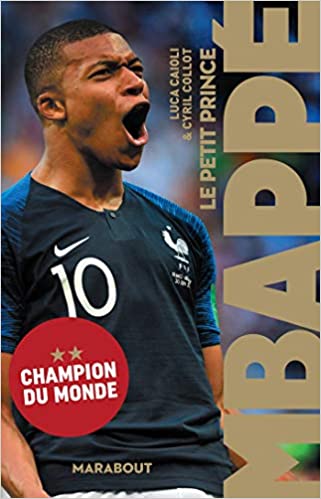 LUCA CAIOLI
& CYRIL COLLOT
LE PETIT PRINCE
MBAPPÉ
10
CHAMPION
DU MONDE
MARABOUT